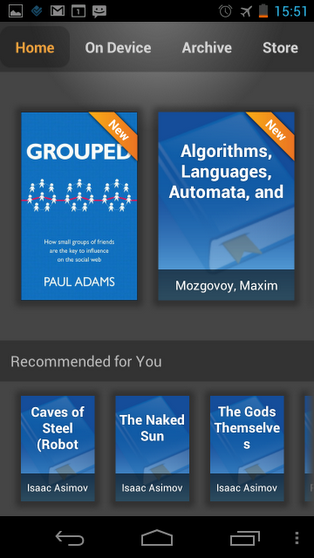 1
15:51
Home On Device Archive Store
New
GROUPED
How small groups of friends
are the key to influence
on the social web
PAUL ADAMS
New
Algorithms,
Languages,
Automata, and
Mozgovoy, Maxim
Recommended for You
Caves of
Steel
(Robot
Isaac Asimov
The Naked
Sun
Isaac Asimov
The Gods
Themselve
s
Isaac Asimov